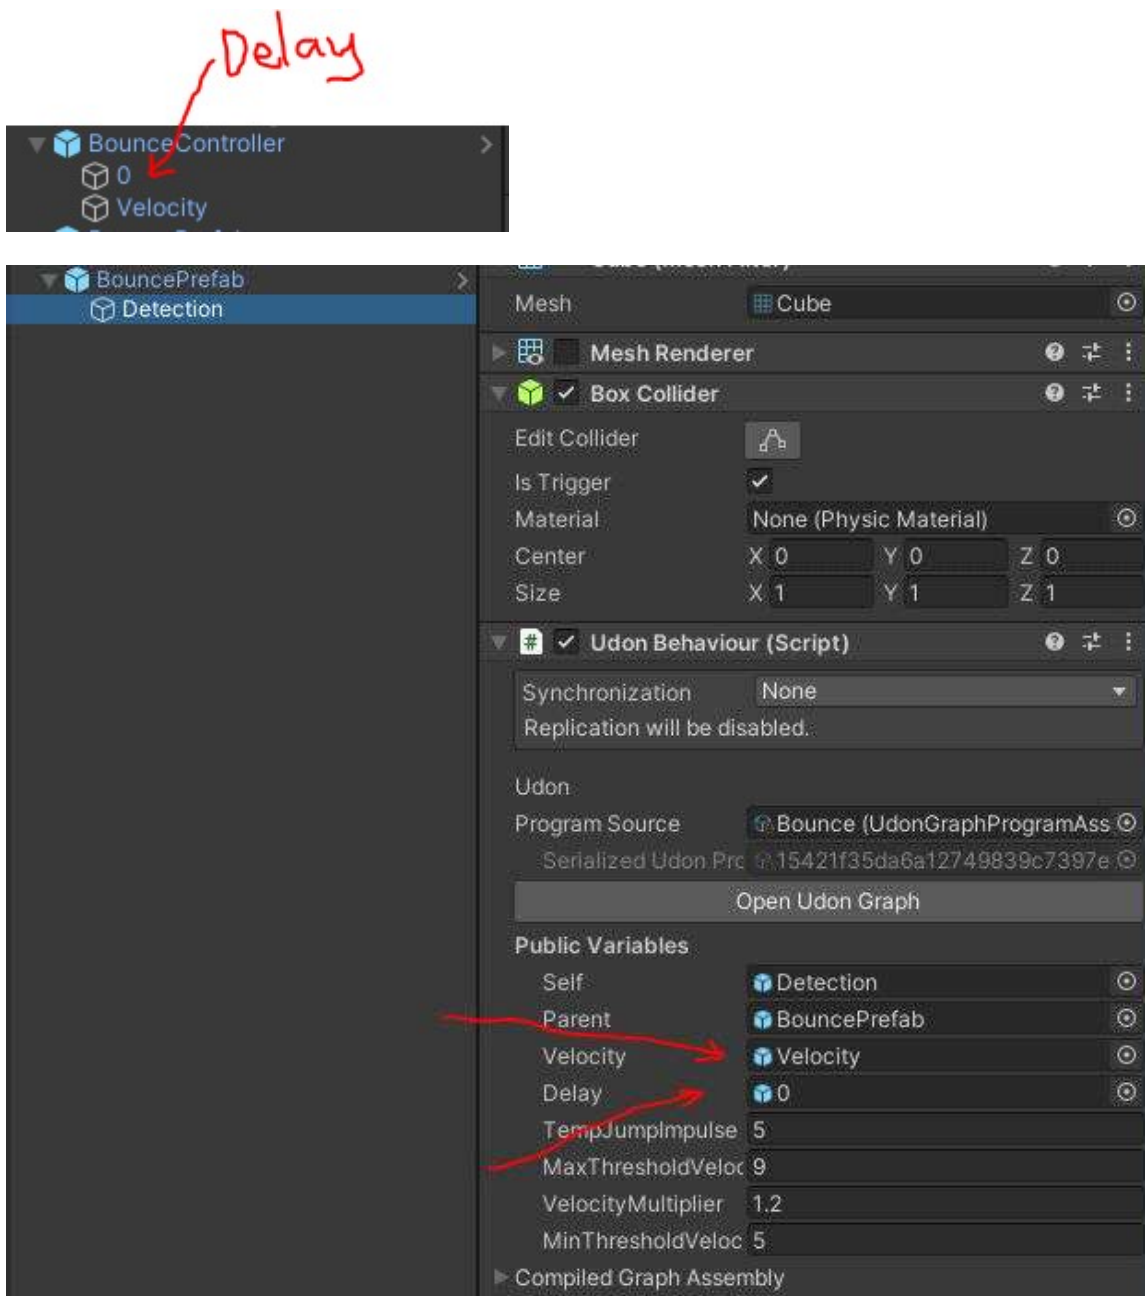 Delay
BounceController
0
Velocity
BouncePrefab
Detection
Mesh Cube
Mesh Renderer
Box Collider
Edit Collider
Is Trigger
Material None (Physic Material)
Center X 0 Y 0 Z 0
Size X 1 Y 1 Z 1
# Udon Behaviour (Script)
Synchronization None
Replication will be disabled.
Udon
Program Source Bounce (UdonGraphProgramAss
Serialized Udon Prc 15421f35da6a12749839c7397e
Open Udon Graph
Public Variables
Self Detection
Parent BouncePrefab
Velocity Velocity
Delay 0
TempJumpImpulse 5
MaxThresholdVeloc 9
VelocityMultiplier 1.2
MinThresholdVeloc 5
Compiled Graph Assembly